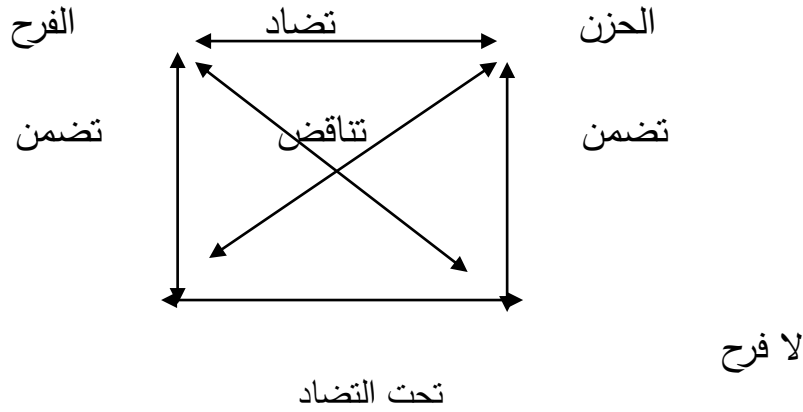 الحزن تضاد الفرح
تضمن تناقض تضمن
لا فرح
تحت التضاد